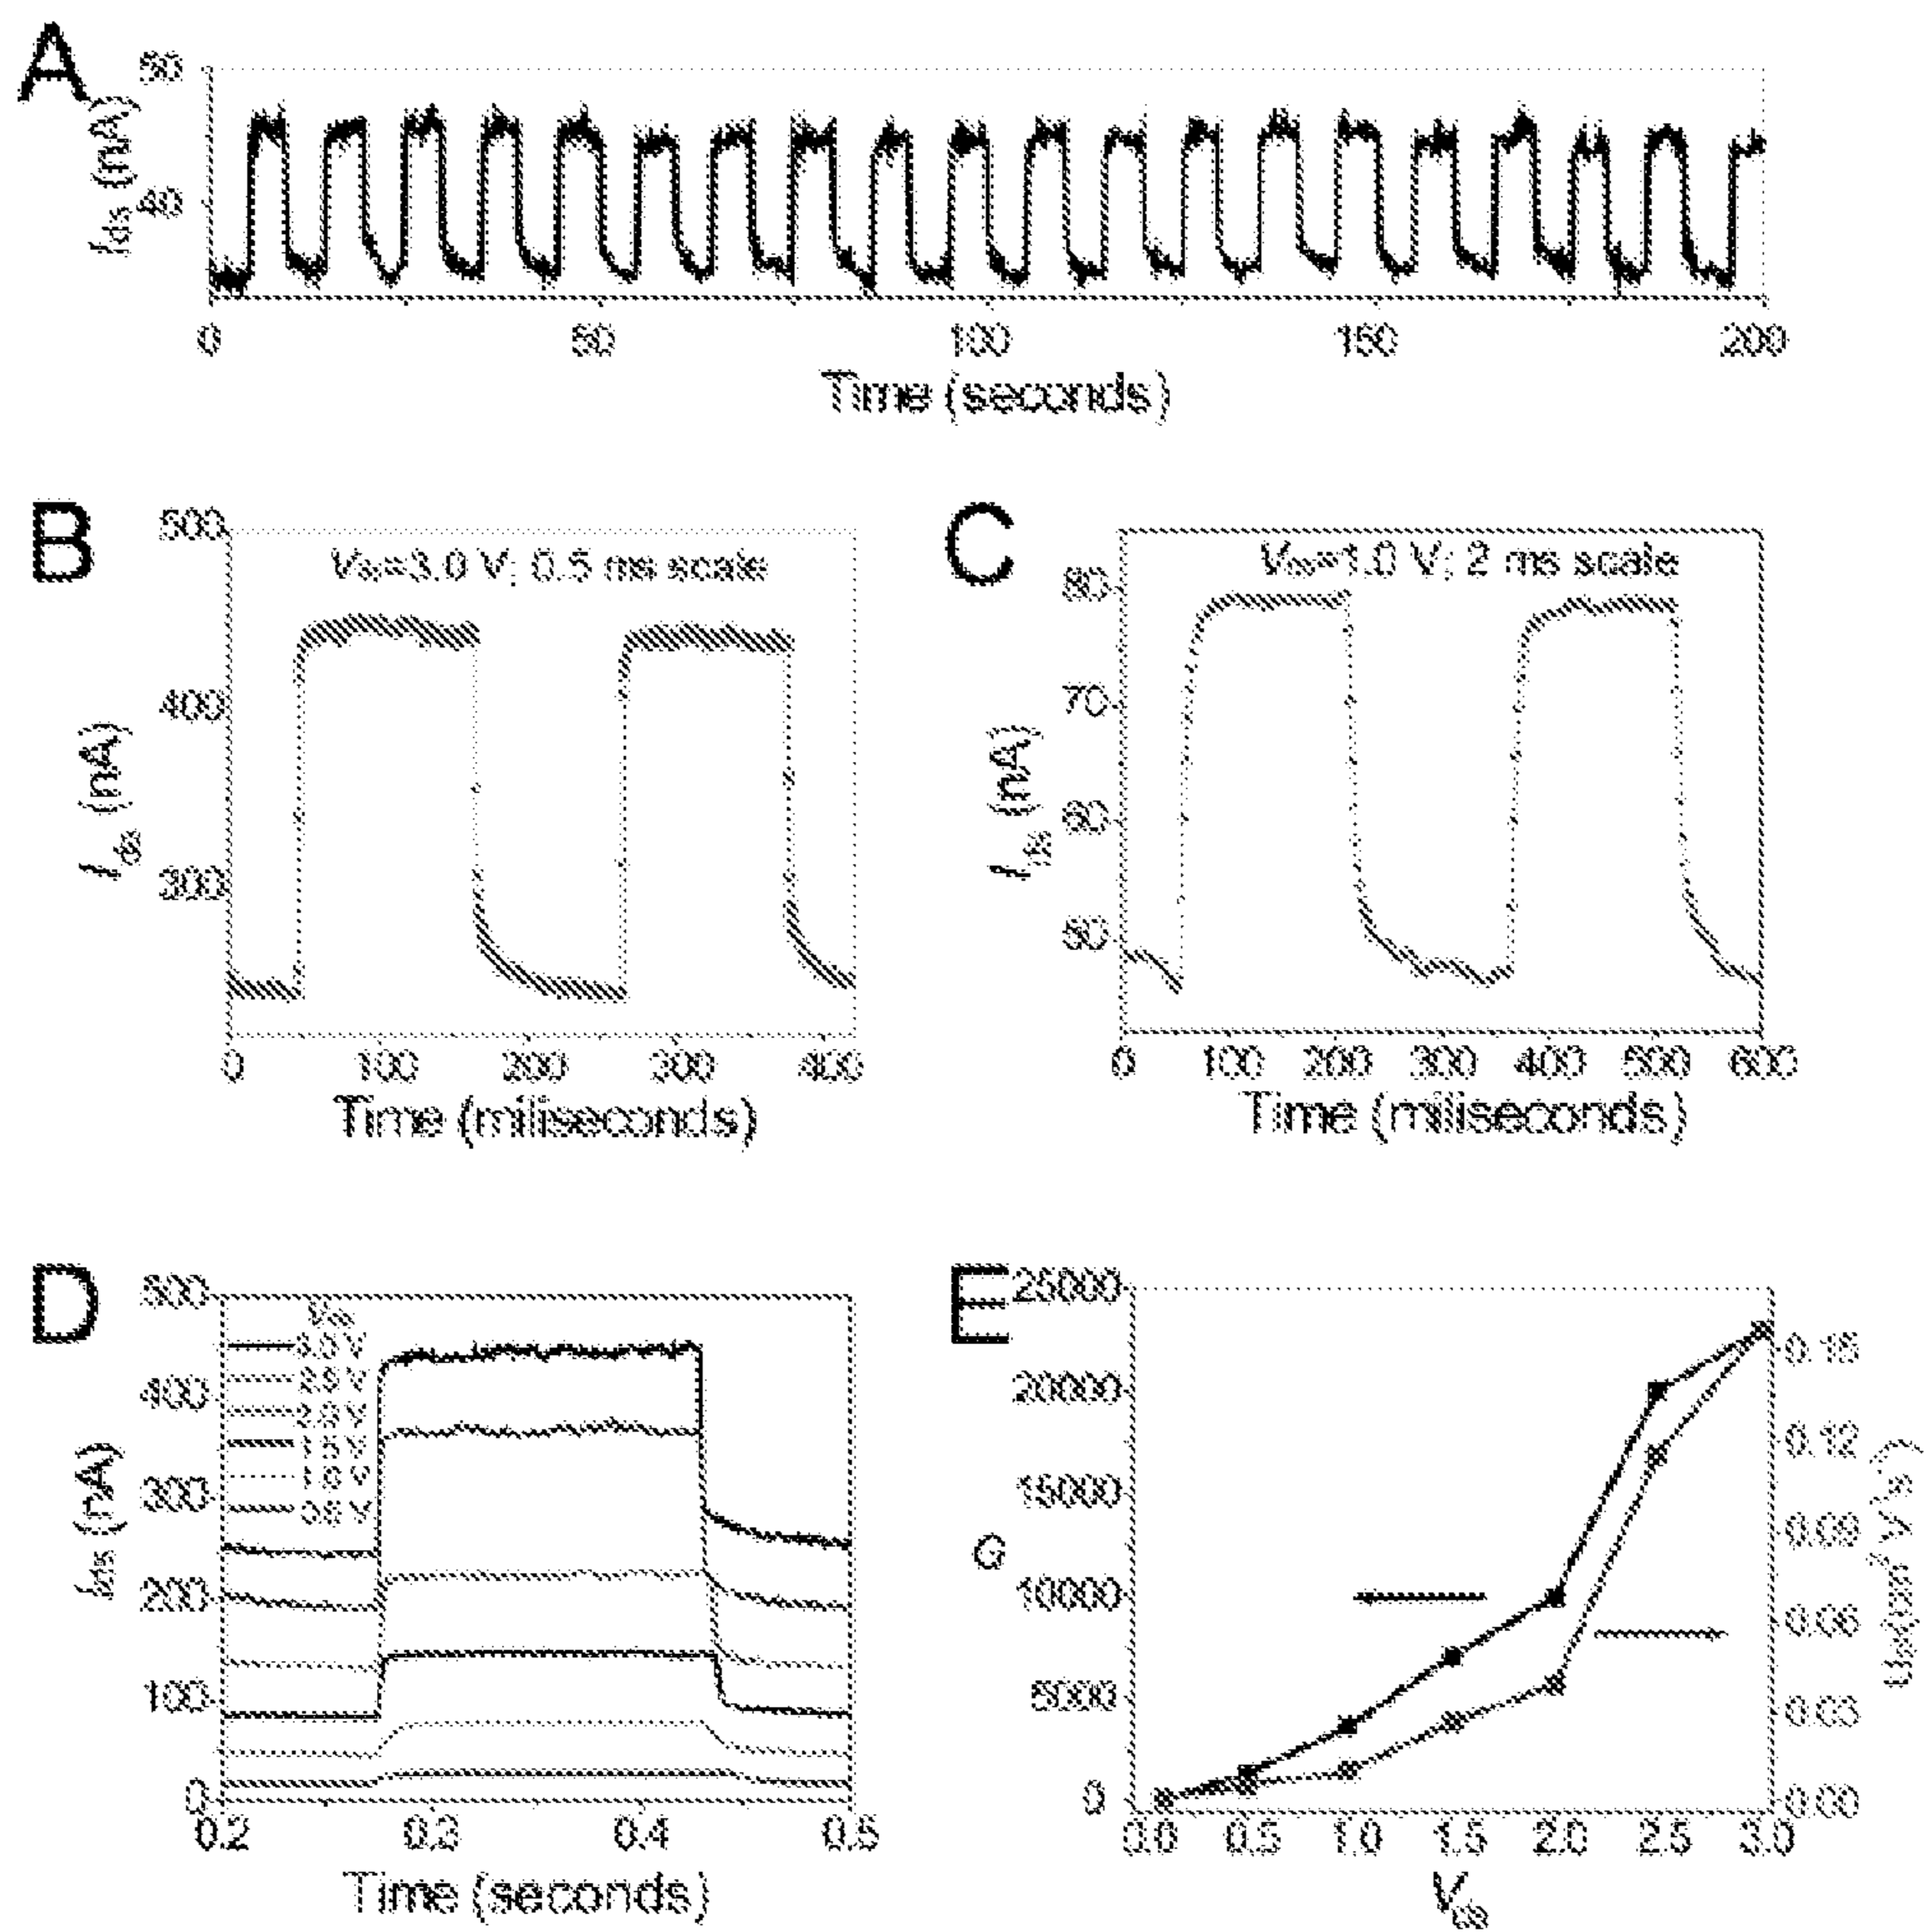 A
50
40
I_ds (nA)
0 50 100 150 200
Time (seconds)
B
V_ds=3.0 V; 0.5 ms scale
500
400
300
I_ds (nA)
0 100 200 300 400
Time (miliseconds)
C
V_ds=1.0 V; 2 ms scale
80
70
60
50
I_ds (nA)
0 100 200 300 400 500 600
Time (miliseconds)
D
500
400
300
200
100
0
I_ds (nA)
V_ds
3.0 V
2.5 V
2.0 V
1.5 V
1.0 V
0.5 V
0.2 0.3 0.4 0.5
Time (seconds)
E
25000
20000
15000
10000
5000
0
G
0.15
0.12
0.09
0.06
0.03
0.00
0.0 0.5 1.0 1.5 2.0 2.5 3.0
V_ds